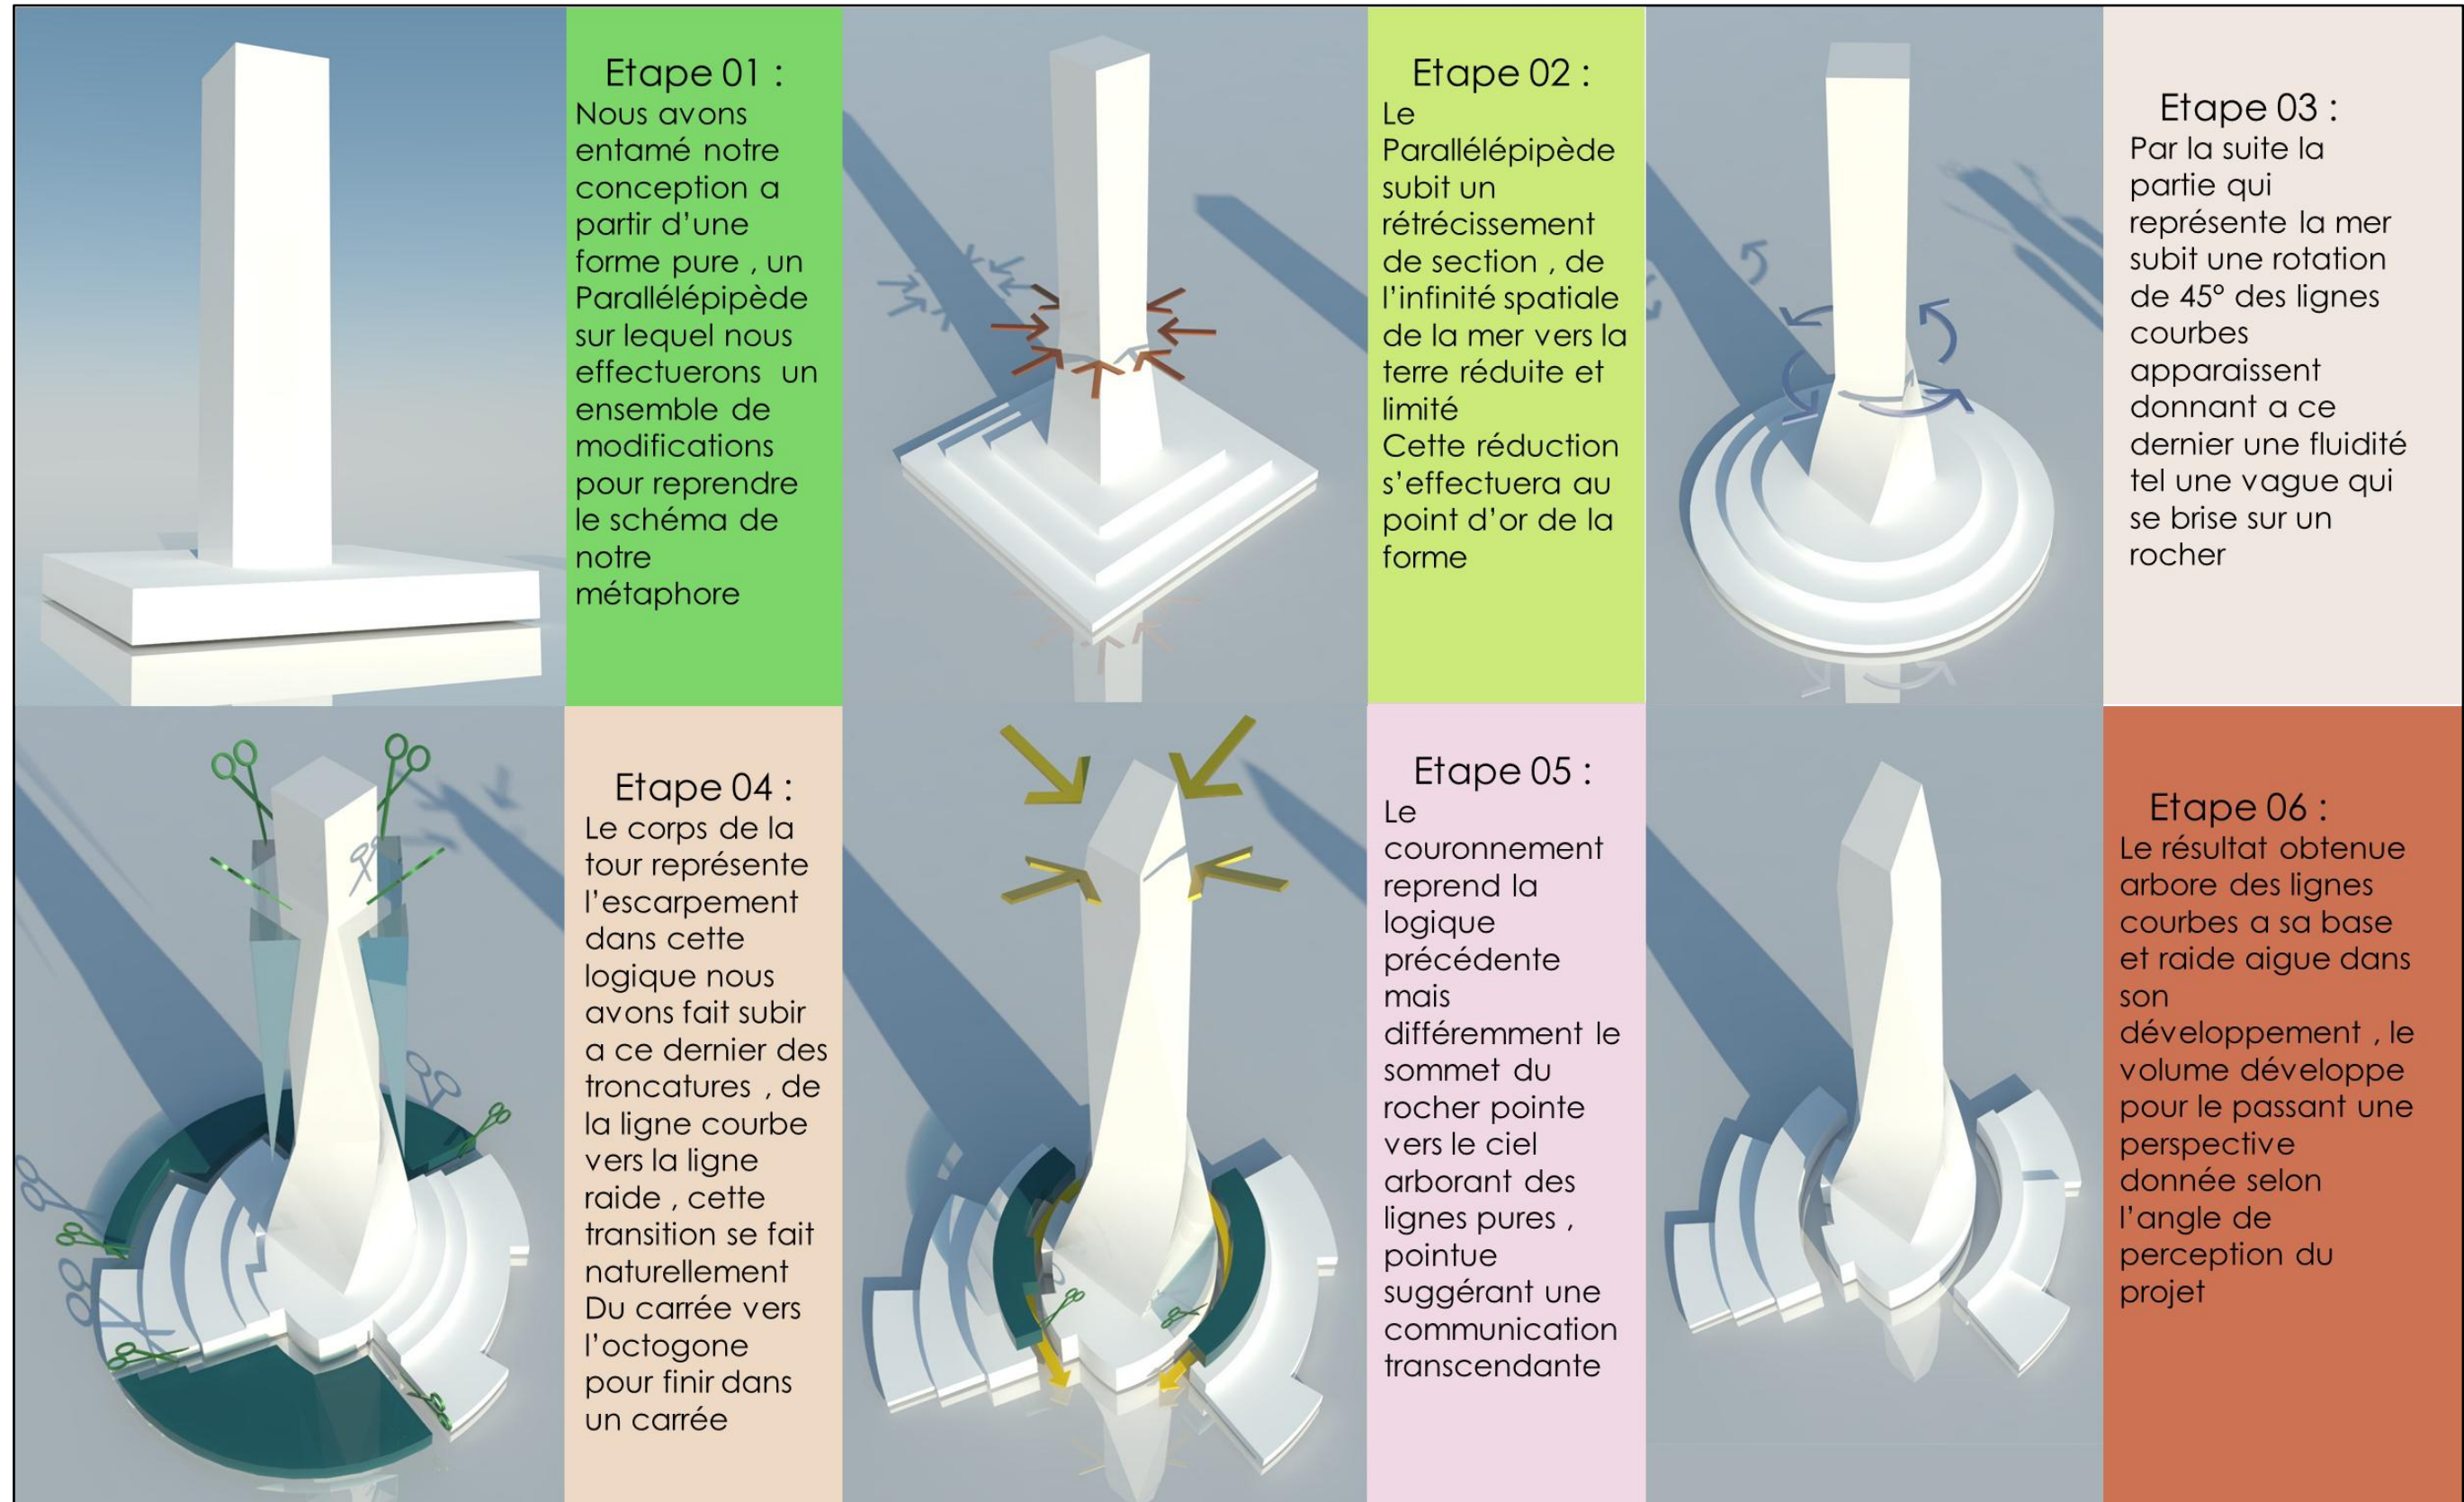 Etape 01 :
Nous avons
entamé notre
conception a
partir d'une
forme pure , un
Parallélépipède
sur lequel nous
effectuerons un
ensemble de
modifications
pour reprendre
le schéma de
notre
métaphore
Etape 02 :
Le
Parallélépipède
subit un
rétrécissement
de section , de
l'infinité spatiale
de la mer vers la
terre réduite et
limité
Cette réduction
s'effectuera au
point d'or de la
forme
Etape 03 :
Par la suite la
partie qui
représente la mer
subit une rotation
de 45° des lignes
courbes
apparaissent
donnant a ce
dernier une fluidité
tel une vague qui
se brise sur un
rocher
Etape 04 :
Le corps de la
tour représente
l'escarpement
dans cette
logique nous
avons fait subir
a ce dernier des
troncatures , de
la ligne courbe
vers la ligne
raide , cette
transition se fait
naturellement
Du carrée vers
l'octogone
pour finir dans
un carrée
Etape 05 :
Le
couronnement
reprend la
logique
précédente
mais
différemment le
sommet du
rocher pointe
vers le ciel
arborant des
lignes pures ,
pointue
suggérant une
communication
transcendante
Etape 06 :
Le résultat obtenue
arbore des lignes
courbes a sa base
et raide aigue dans
son
développement , le
volume développe
pour le passant une
perspective
donnée selon
l'angle de
perception du
projet